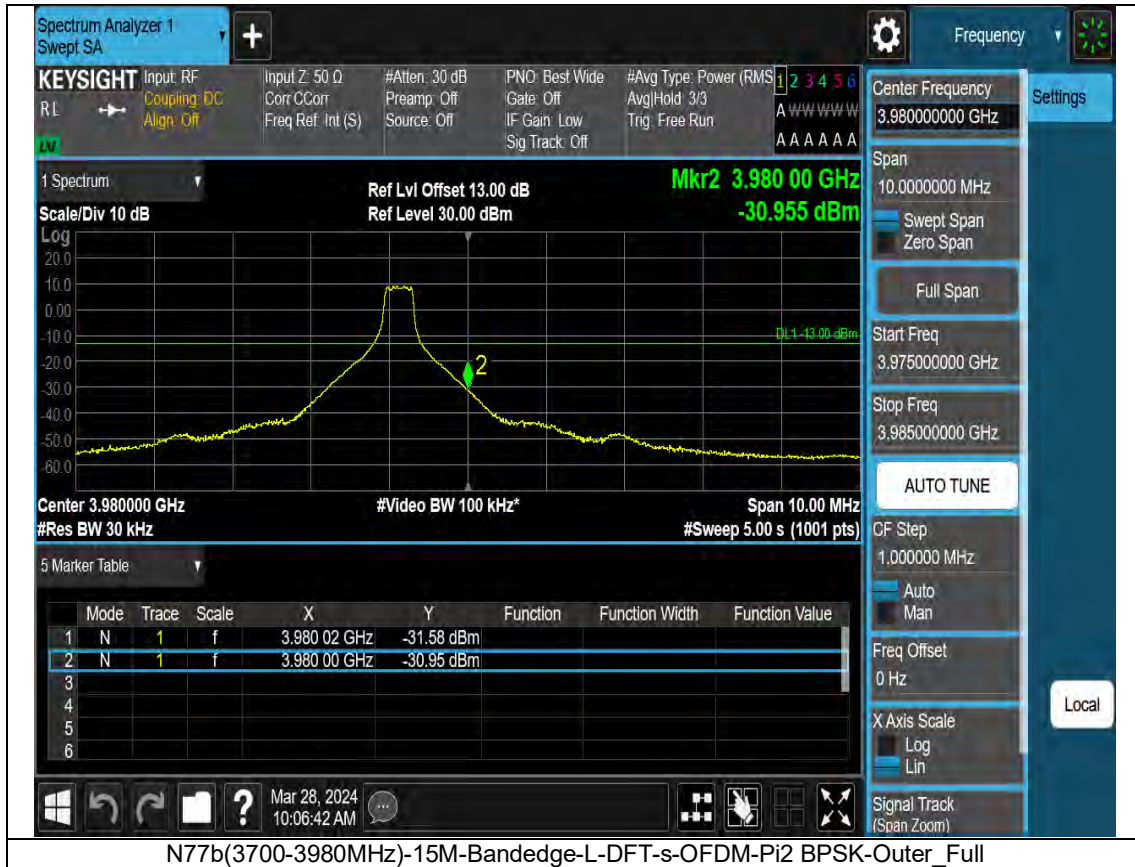 Spectrum Analyzer 1
Swept SA
Frequency
KEYSIGHT
RL
LXI
Input: RF
Coupling: DC
Align: Off
Input Z: 50 Ω
Corr CCorr
Freq Ref: Int (S)
#Atten: 30 dB
Preamp: Off
Source: Off
PNO: Best Wide
Gate: Off
IF Gain: Low
Sig Track: Off
#Avg Type: Power (RMS
Avg|Hold: 3/3
Trig: Free Run
1 2 3 4 5 6
A W W W W W
A A A A A A
1 Spectrum
Scale/Div 10 dB
Ref Lvl Offset 13.00 dB
Ref Level 30.00 dBm
Mkr2 3.980 00 GHz
-30.955 dBm
Log
20.0
10.0
0.00
-10.0
-20.0
-30.0
-40.0
-50.0
-60.0
DL1 -13.00 dBm
2
Center 3.980000 GHz
#Video BW 100 kHz*
Span 10.00 MHz
#Res BW 30 kHz
#Sweep 5.00 s (1001 pts)
5 Marker Table
Mode Trace Scale X Y Function Function Width Function Value
1 N 1 f 3.980 02 GHz -31.58 dBm
2 N 1 f 3.980 00 GHz -30.95 dBm
3
4
5
6
Center Frequency
3.980000000 GHz
Settings
Span
10.0000000 MHz
Swept Span
Zero Span
Full Span
Start Freq
3.975000000 GHz
Stop Freq
3.985000000 GHz
AUTO TUNE
CF Step
1.000000 MHz
Auto
Man
Freq Offset
0 Hz
X Axis Scale
Log
Lin
Local
Signal Track
(Span Zoom)
?
Mar 28, 2024
10:06:42 AM
N77b(3700-3980MHz)-15M-Bandedge-L-DFT-s-OFDM-Pi2 BPSK-Outer_Full